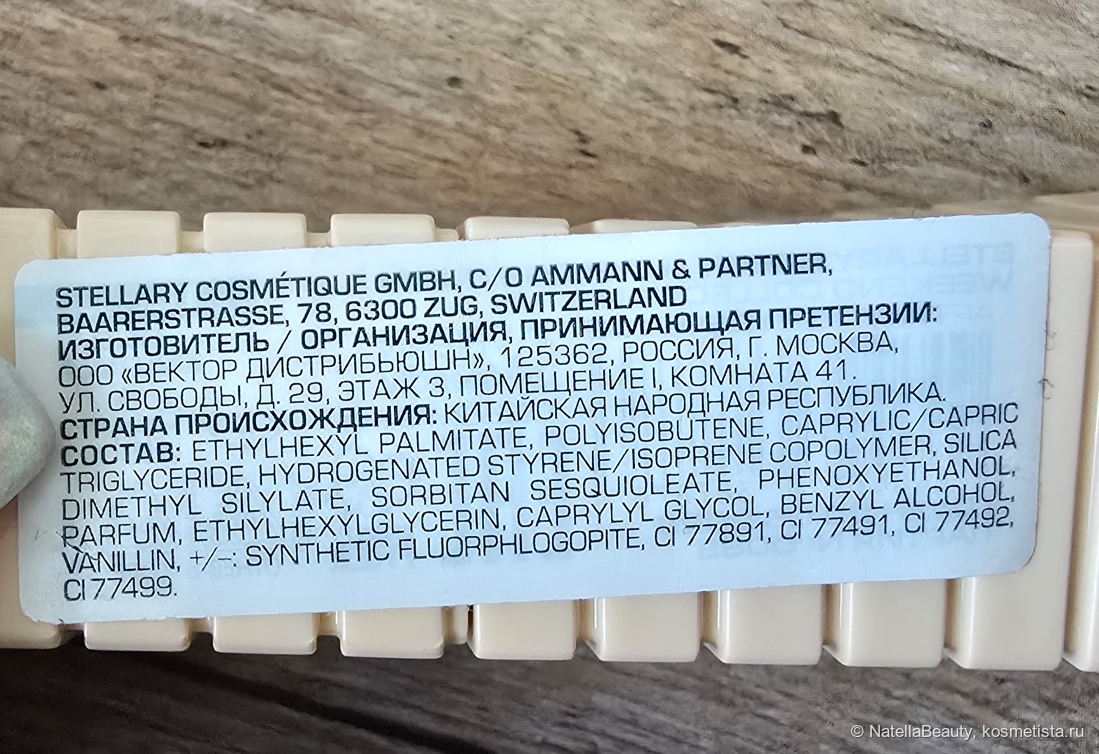 STELLARY COSMÉTIQUE GMBH, C/O AMMANN & PARTNER,
BAARERSTRASSE, 78, 6300 ZUG, SWITZERLAND
ИЗГОТОВИТЕЛЬ / ОРГАНИЗАЦИЯ, ПРИНИМАЮЩАЯ ПРЕТЕНЗИИ:
ООО «ВЕКТОР ДИСТРИБЬЮШН», 125362, РОССИЯ, Г. МОСКВА,
УЛ. СВОБОДЫ, Д. 29, ЭТАЖ 3, ПОМЕЩЕНИЕ I, КОМНАТА 41.
СТРАНА ПРОИСХОЖДЕНИЯ: КИТАЙСКАЯ НАРОДНАЯ РЕСПУБЛИКА.
СОСТАВ: ETHYLHEXYL PALMITATE, POLYISOBUTENE, CAPRYLIC/CAPRIC
TRIGLYCERIDE, HYDROGENATED STYRENE/ISOPRENE COPOLYMER, SILICA
DIMETHYL SILYLATE, SORBITAN SESQUIOLEATE, PHENOXYETHANOL,
PARFUM, ETHYLHEXYLGLYCERIN, CAPRYLYL GLYCOL, BENZYL ALCOHOL,
VANILLIN, +/-: SYNTHETIC FLUORPHLOGOPITE, CI 77891, CI 77491, CI 77492,
CI 77499.
© NatellaBeauty, kosmetista.ru